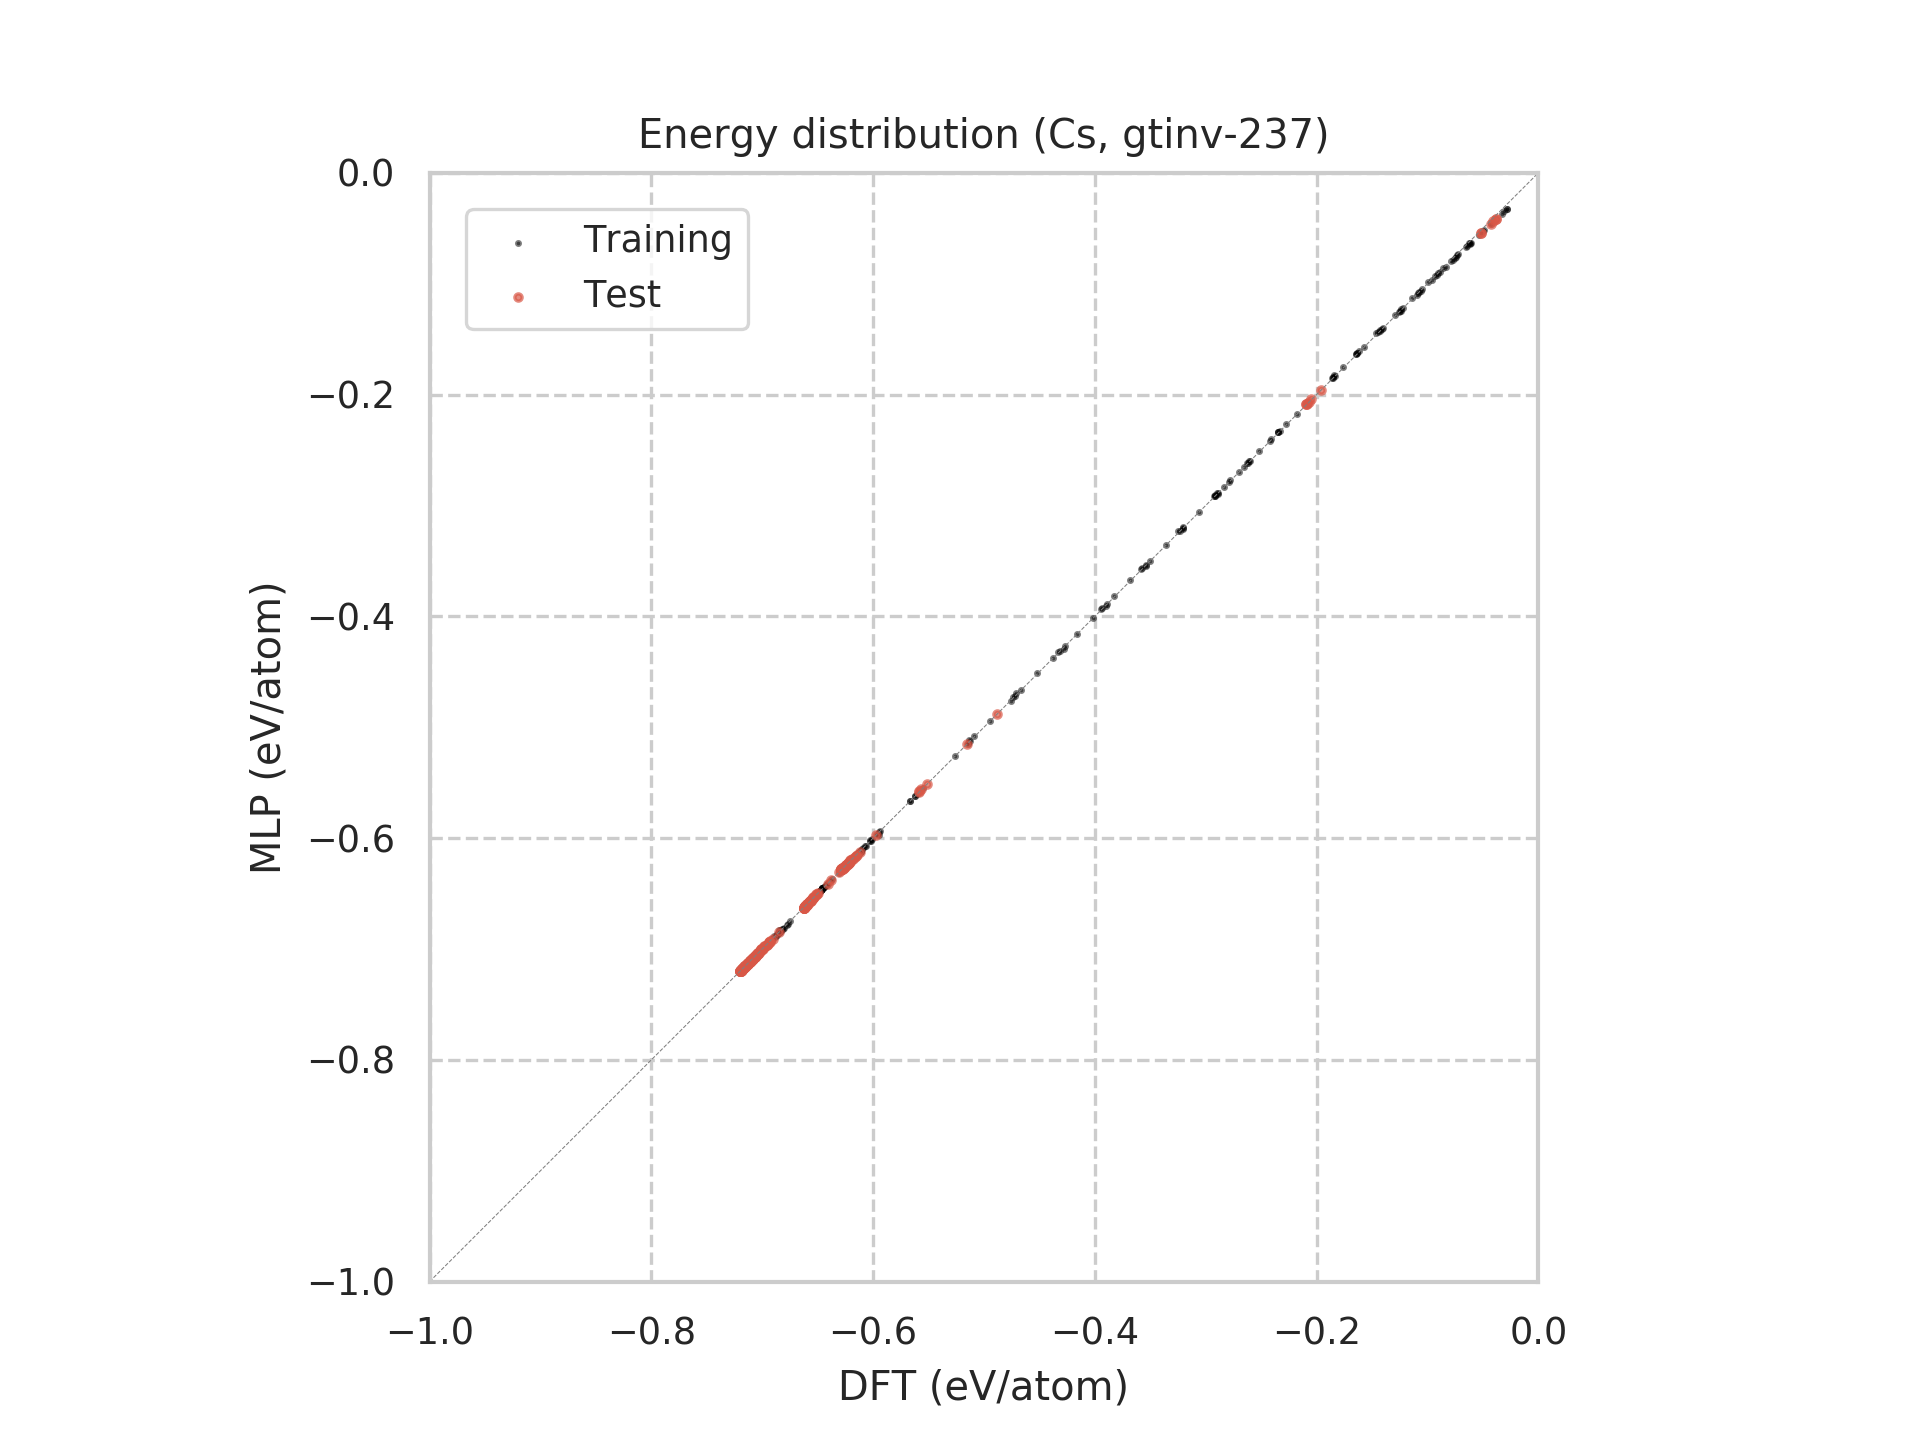 Energy distribution (Cs, gtinv-237)
Training
Test
0.0
−0.2
−0.4
−0.6
−0.8
−1.0
MLP (eV/atom)
−1.0 −0.8 −0.6 −0.4 −0.2 0.0
DFT (eV/atom)